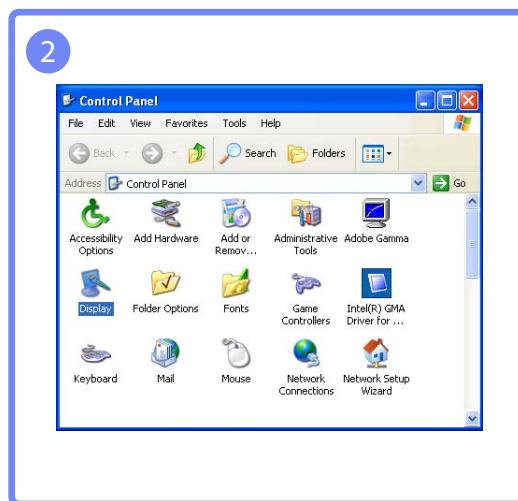 2
Control Panel
File Edit View Favorites Tools Help
Back Search Folders
Address Control Panel Go
Accessibility Options
Add Hardware
Add or Remov...
Administrative Tools
Adobe Gamma
Display
Folder Options
Fonts
Game Controllers
Intel(R) GMA Driver for ...
Keyboard
Mail
Mouse
Network Connections
Network Setup Wizard